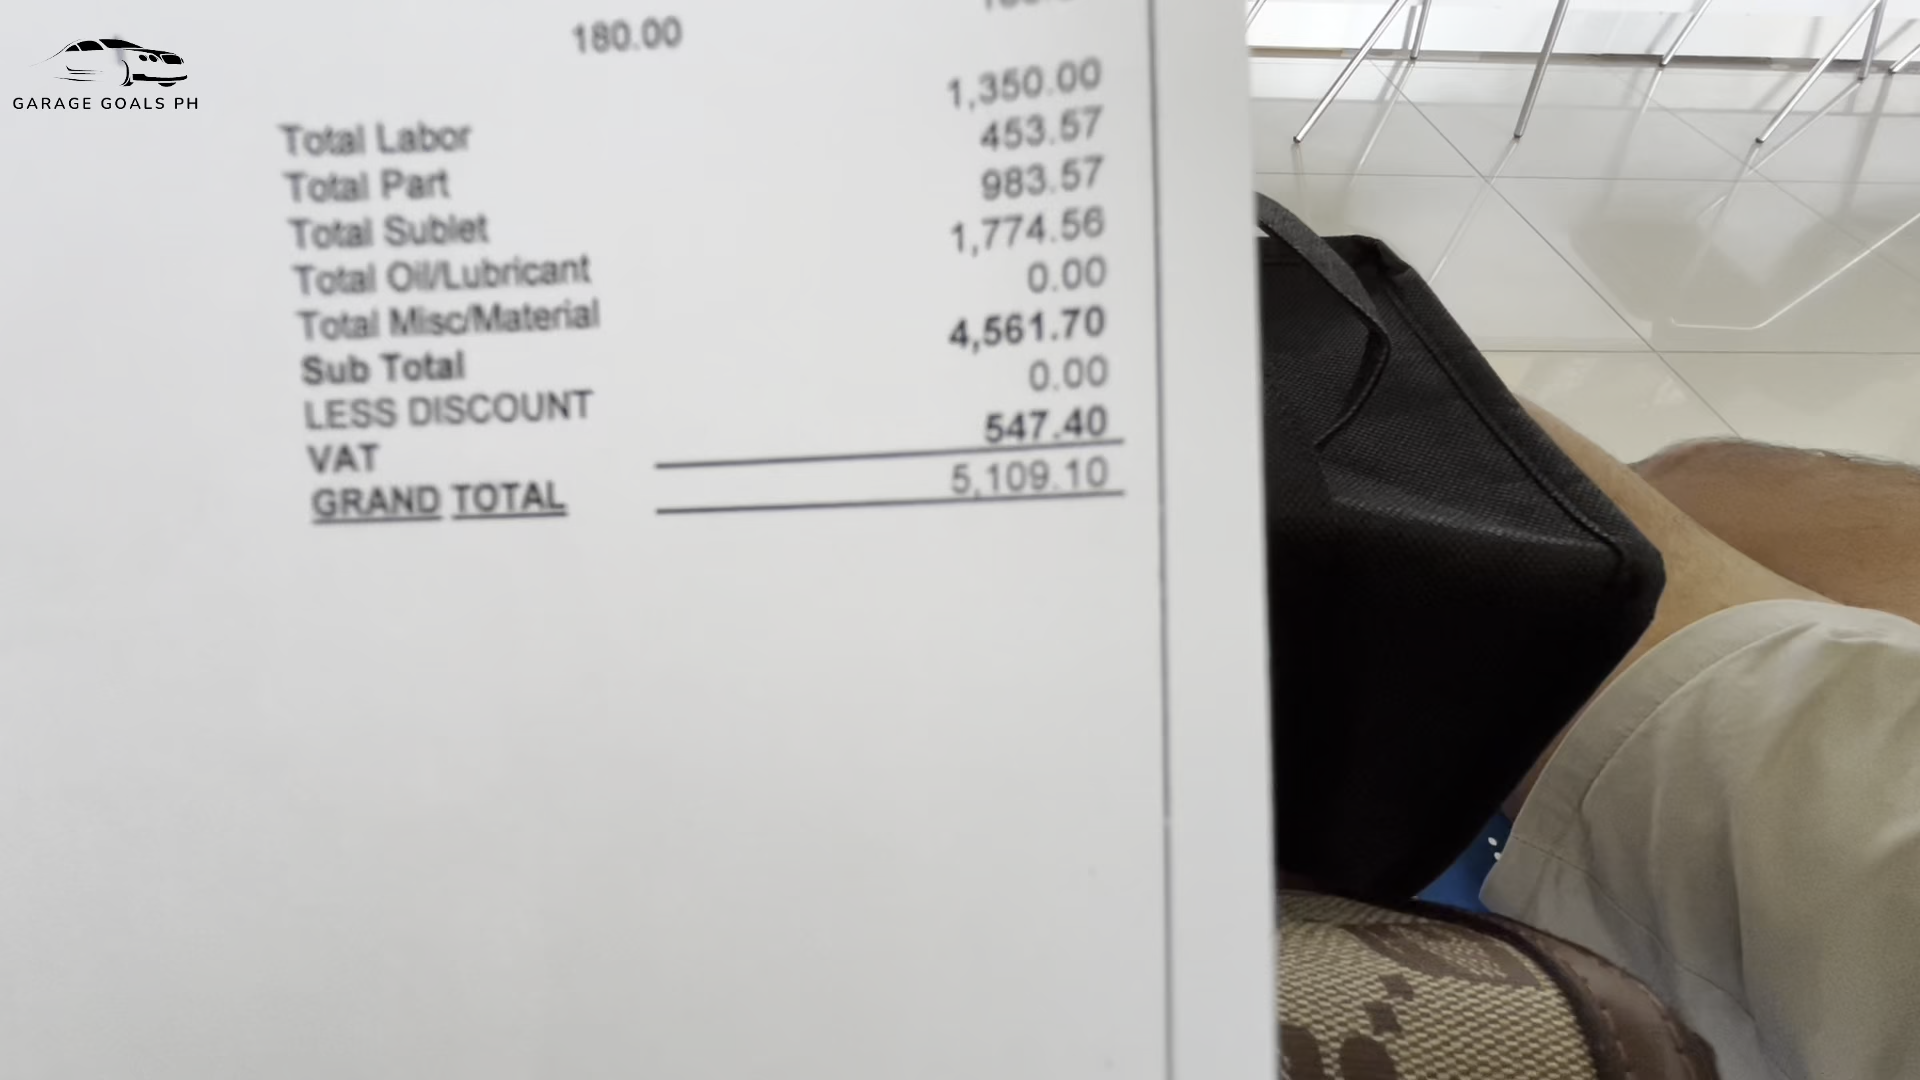 GARAGE GOALS PH
180.00
Total Labor 1,350.00
Total Part 453.57
Total Sublet 983.57
Total Oil/Lubricant 1,774.56
Total Misc/Material 0.00
Sub Total 4,561.70
LESS DISCOUNT 0.00
VAT 547.40
GRAND TOTAL 5,109.10